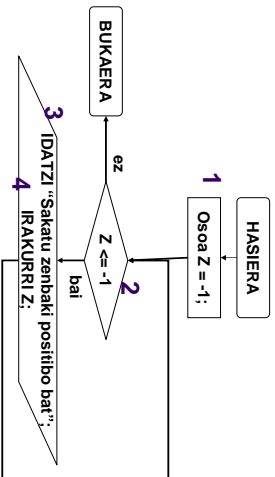 HASIERA
1
Osoa Z = -1;
2
Z <= -1
ez
bai
BUKAERA
3
IDATZI “Sakatu zenbaki positibo bat”;
4
IRAKURRI Z;